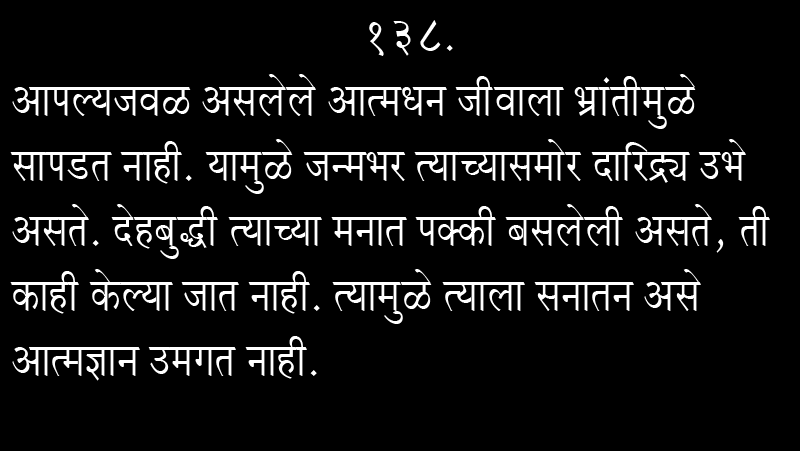 १३८.
आपल्यजवळ असलेले आत्मधन जीवाला भ्रांतीमुळे
सापडत नाही. यामुळे जन्मभर त्याच्यासमोर दारिद्र्य उभे
असते. देहबुद्धी त्याच्या मनात पक्की बसलेली असते, ती
काही केल्या जात नाही. त्यामुळे त्याला सनातन असे
आत्मज्ञान उमगत नाही.